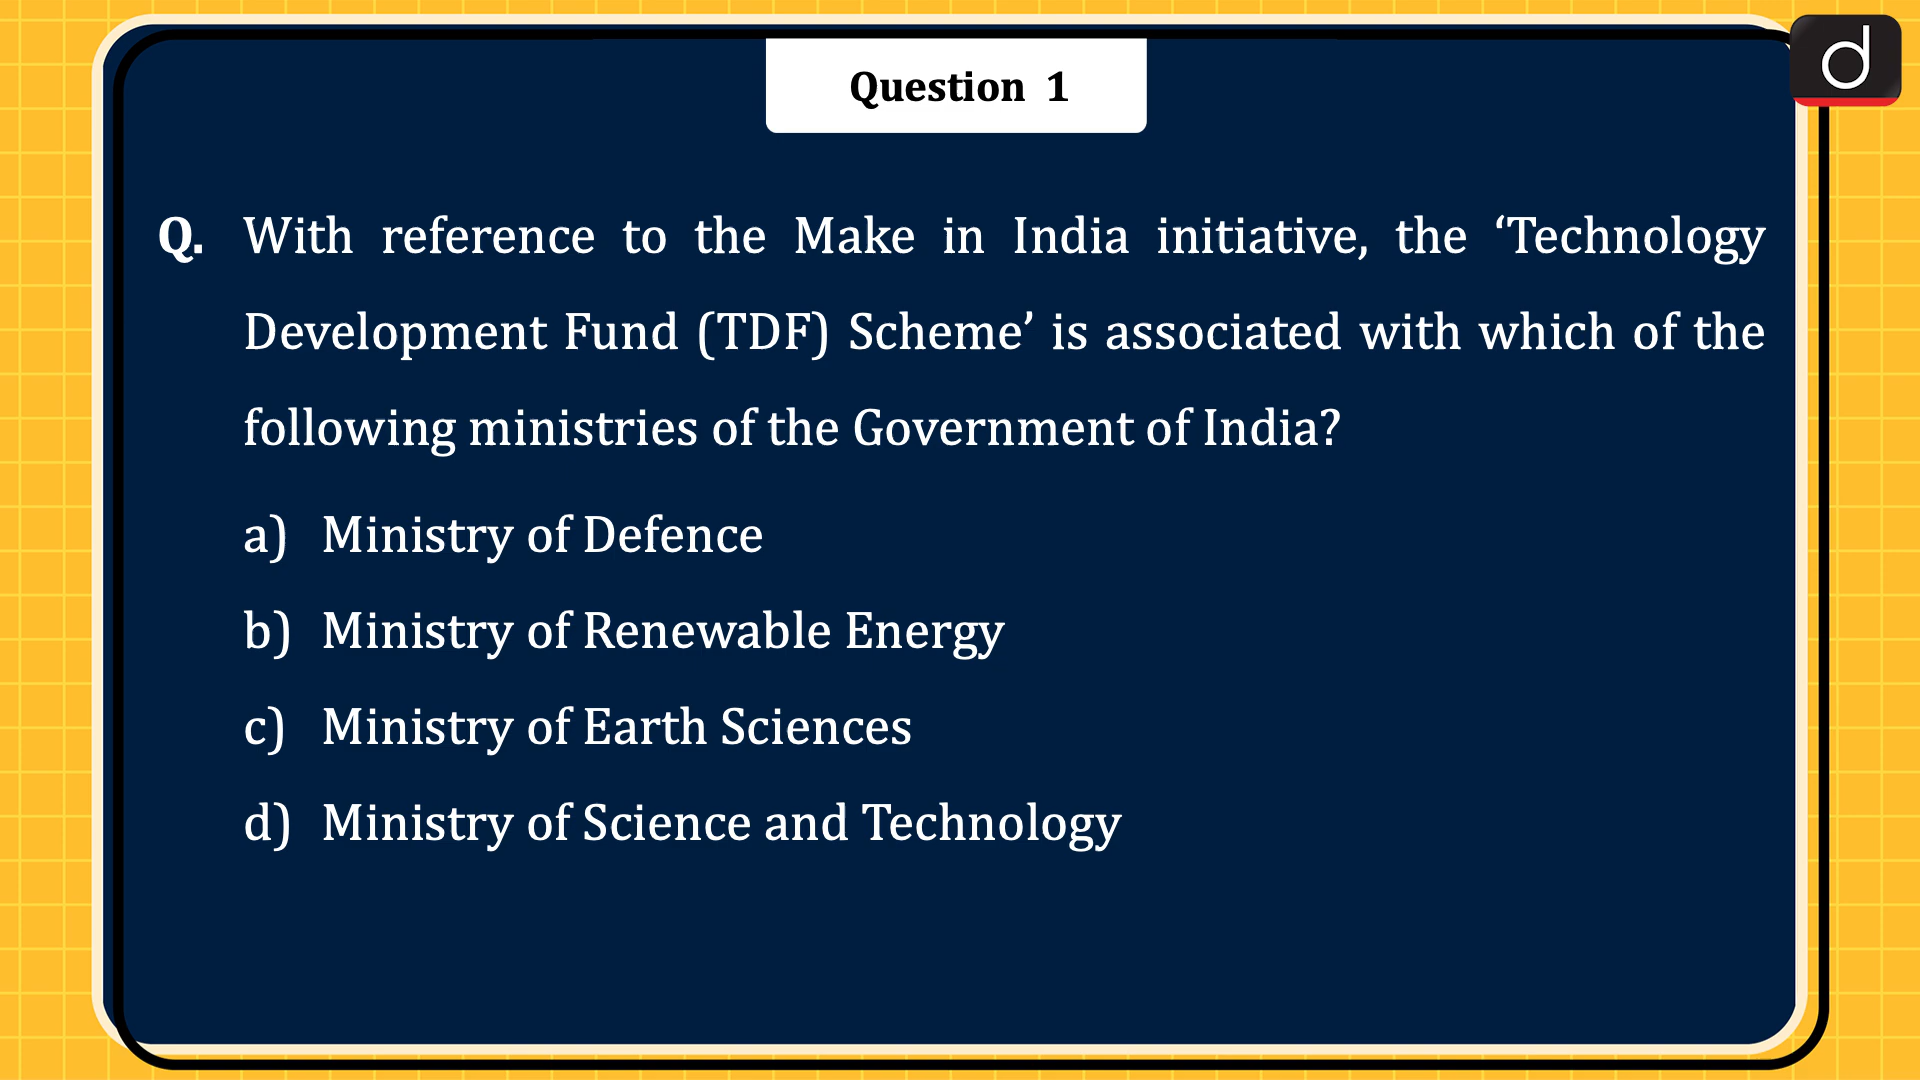 Question 1
d
Q. With reference to the Make in India initiative, the ‘Technology
Development Fund (TDF) Scheme’ is associated with which of the
following ministries of the Government of India?
a) Ministry of Defence
b) Ministry of Renewable Energy
c) Ministry of Earth Sciences
d) Ministry of Science and Technology